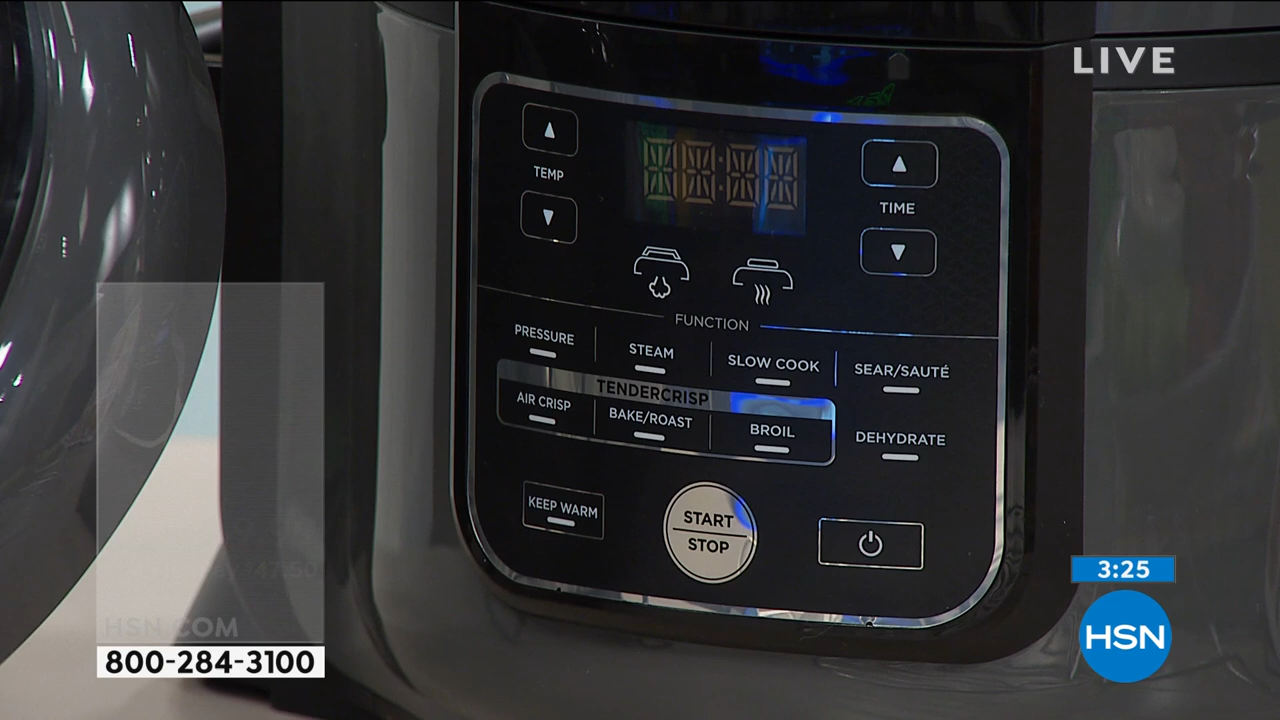 LIVE
TEMP
TIME
FUNCTION
PRESSURE
STEAM
SLOW COOK
SEAR/SAUTÉ
TENDERCRISP
AIR CRISP
BAKE/ROAST
BROIL
DEHYDRATE
KEEP WARM
START
STOP
HSN.COM
800-284-3100
3:25
HSN